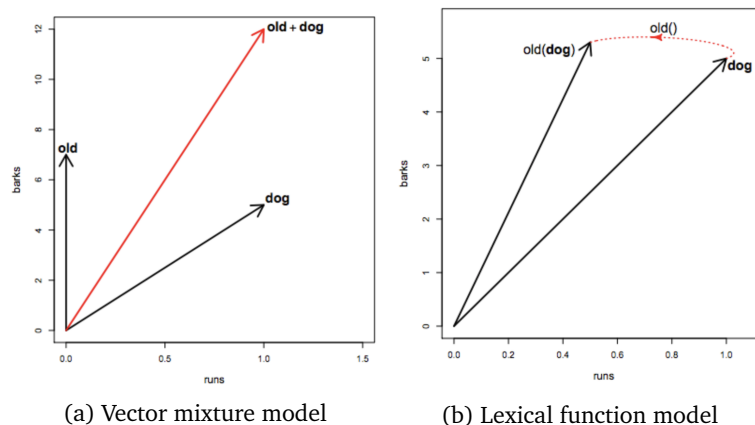 12
10
8
6
4
2
0
barks
old + dog
old
dog
0.0 0.5 1.0 1.5
runs
(a) Vector mixture model
5
4
3
2
1
0
barks
old()
old(dog)
dog
0.0 0.2 0.4 0.6 0.8 1.0
runs
(b) Lexical function model